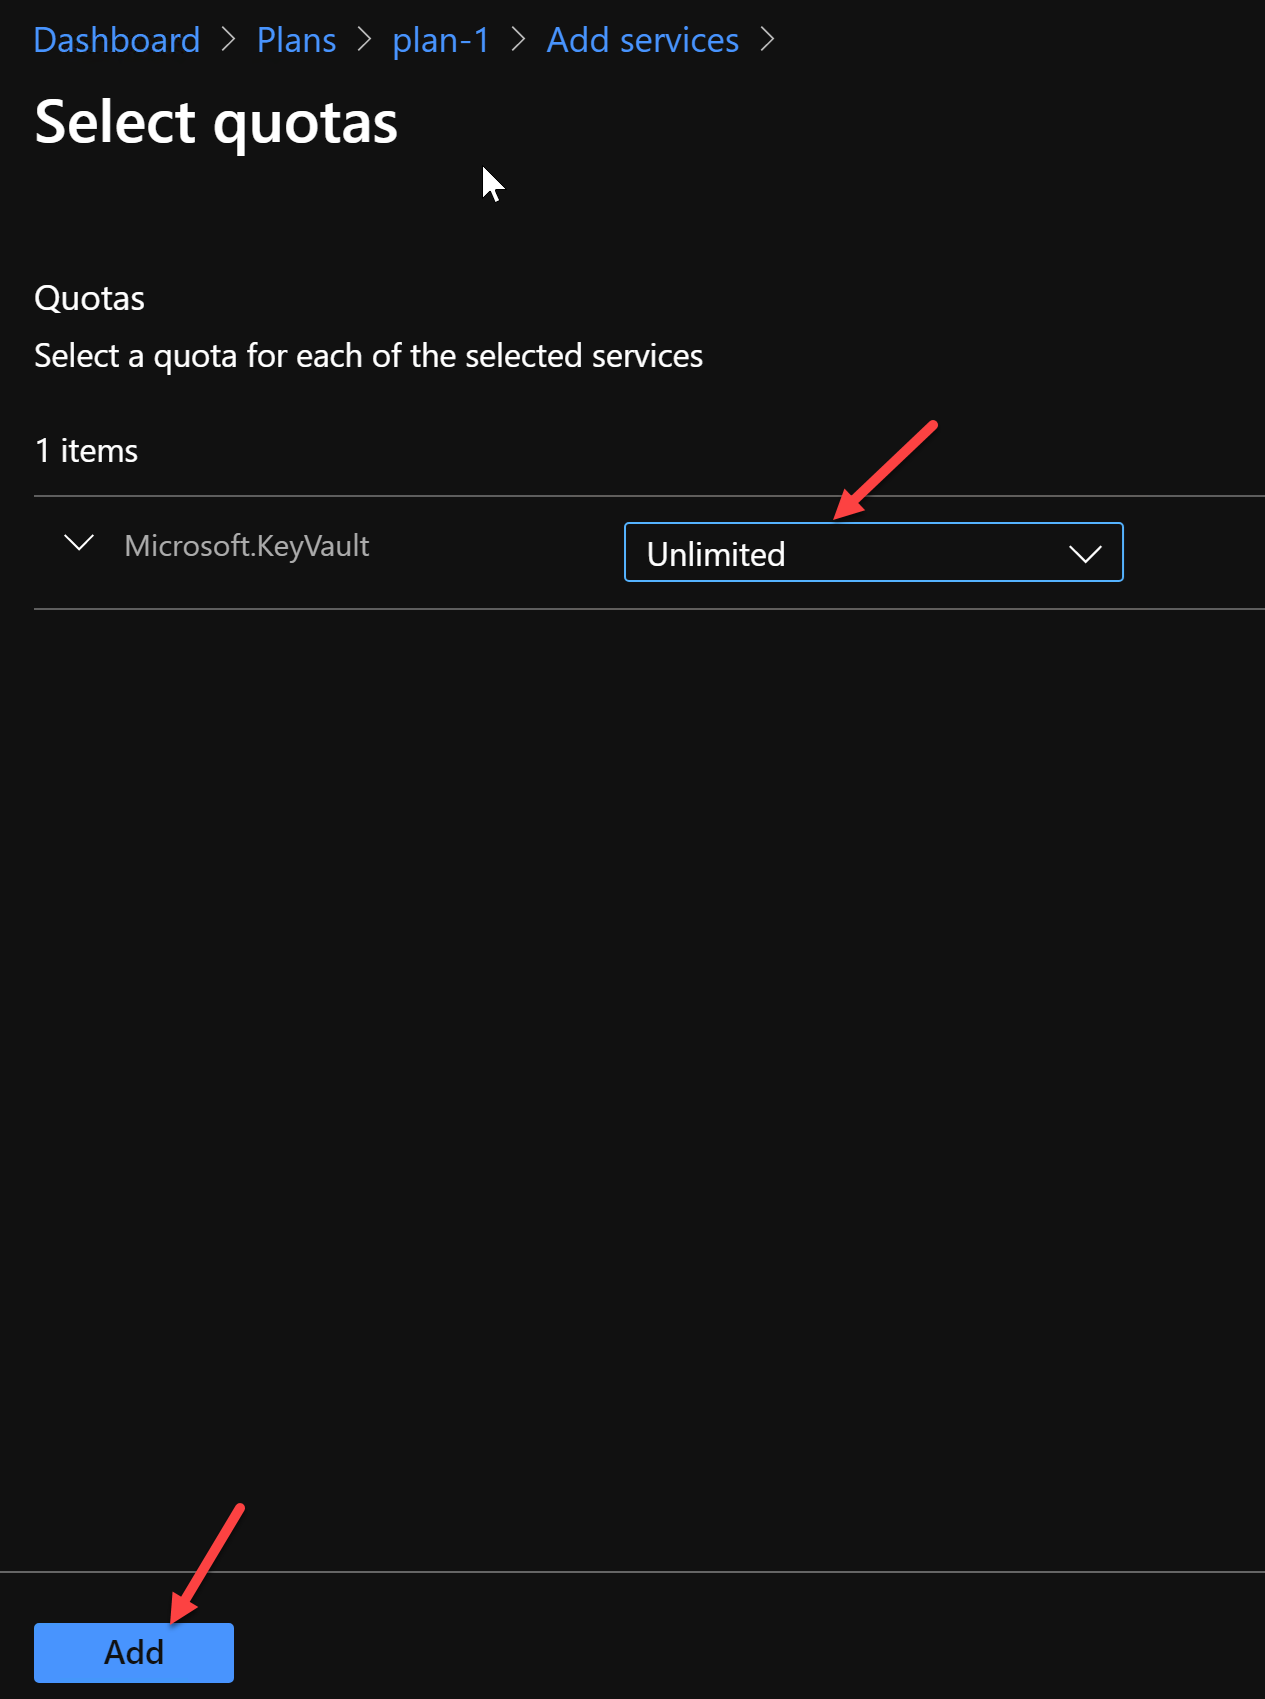 Dashboard > Plans > plan-1 > Add services >
Select quotas
Quotas
Select a quota for each of the selected services
1 items
Microsoft.KeyVault Unlimited
Add